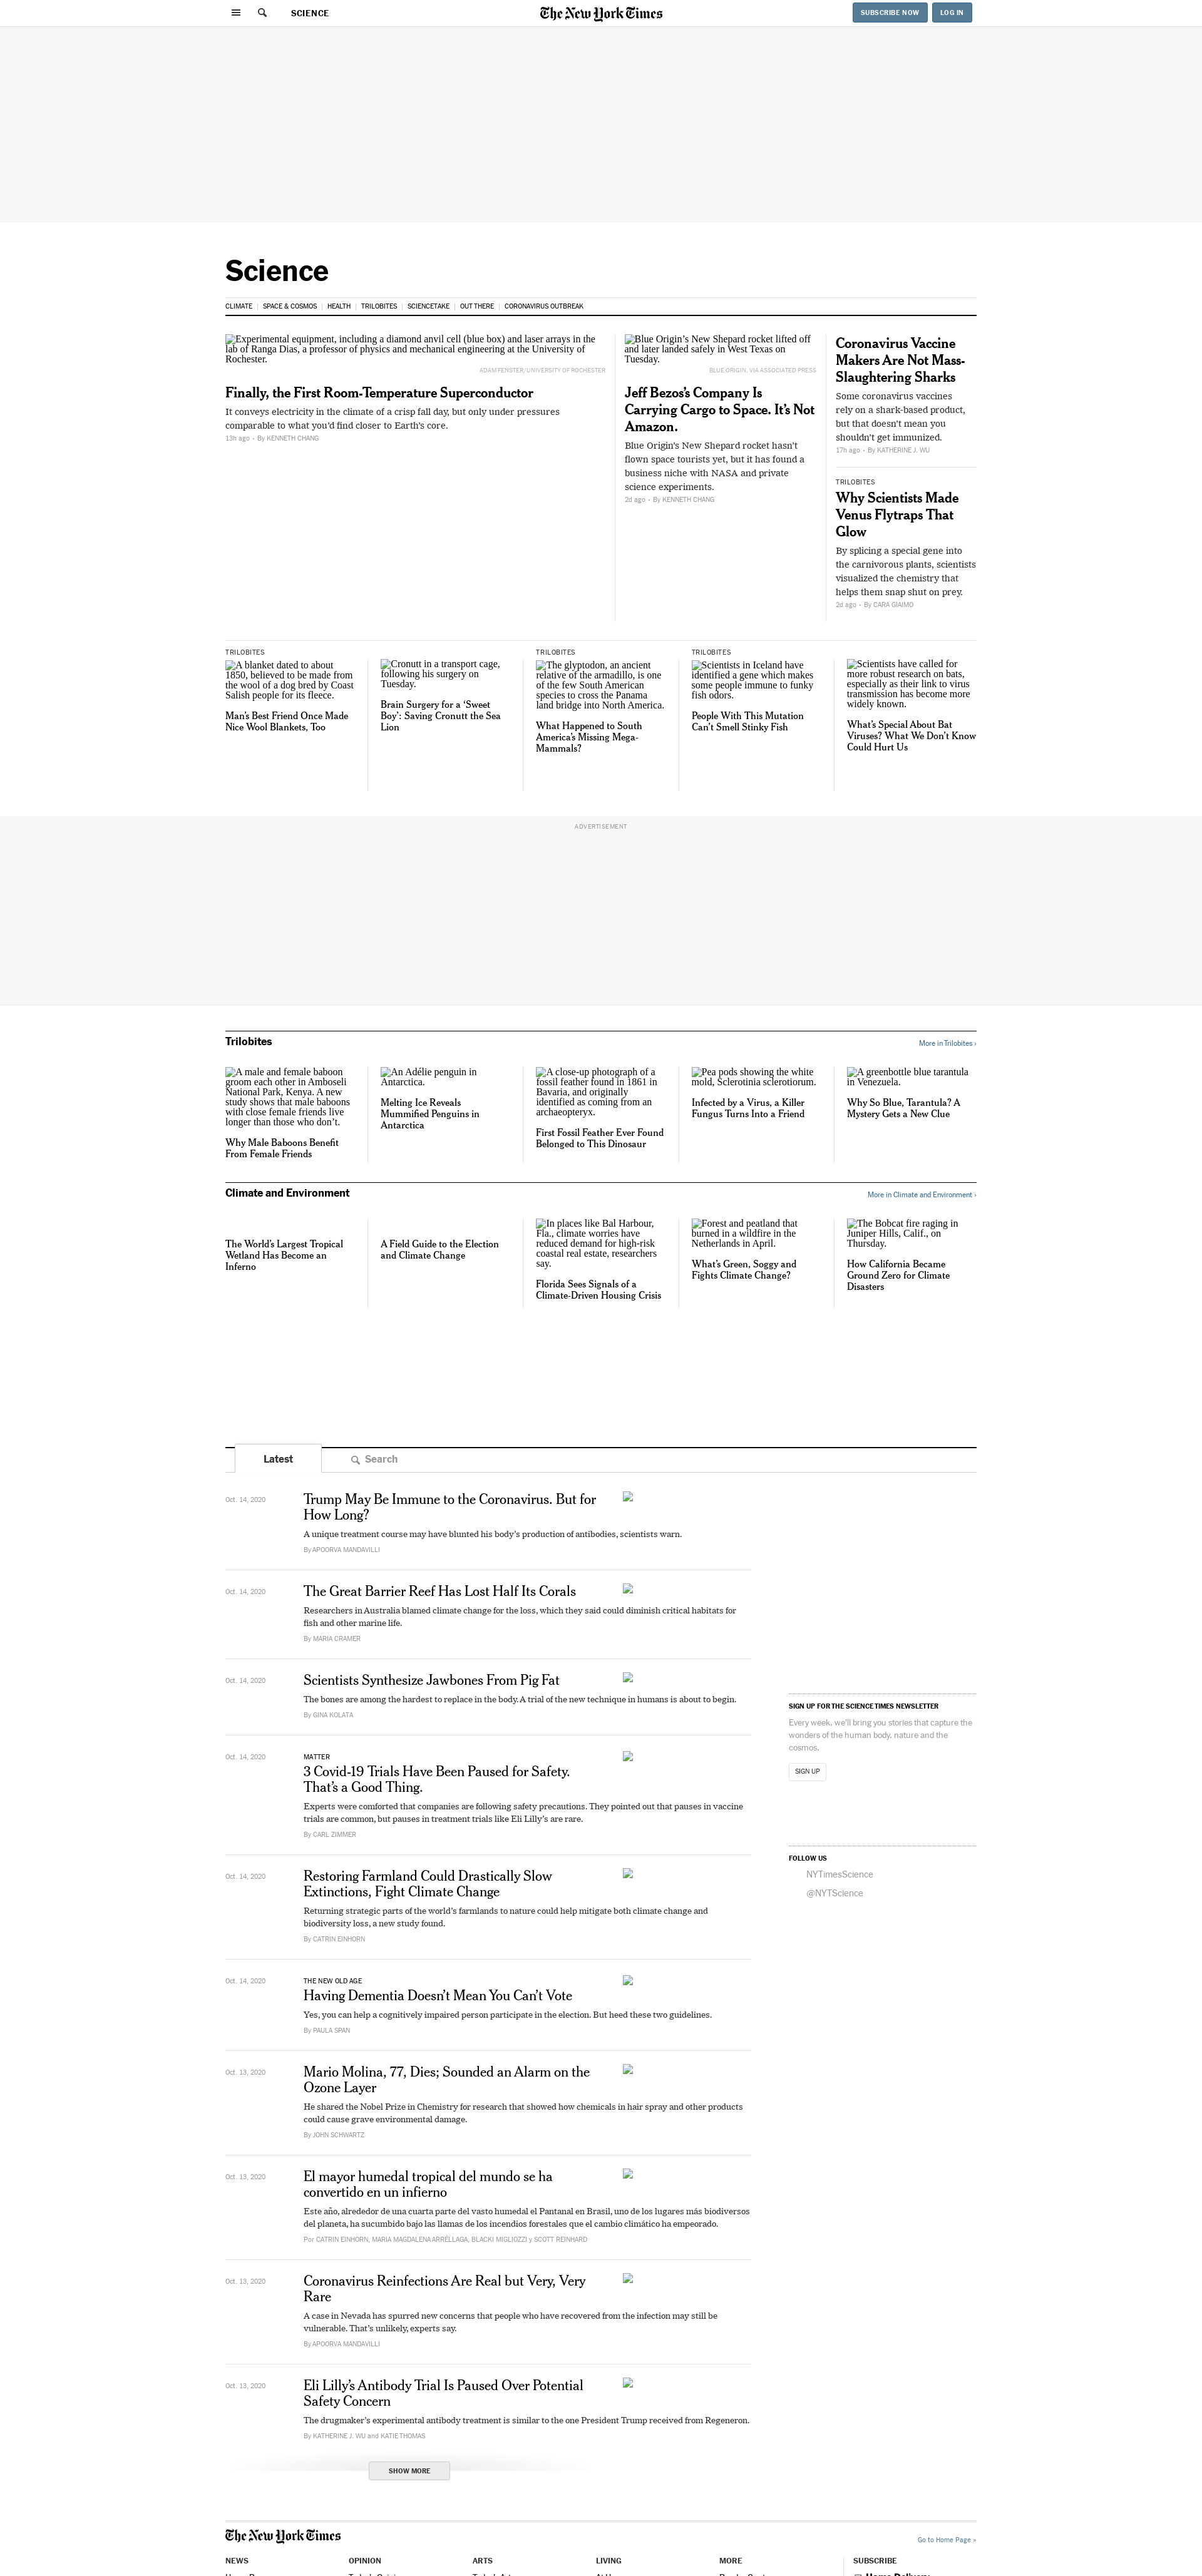 SCIENCE
The New York Times
SUBSCRIBE NOW
LOG IN
Science
CLIMATE | SPACE & COSMOS | HEALTH | TRILOBITES | SCIENCETAKE | OUT THERE | CORONAVIRUS OUTBREAK
Experimental equipment, including a diamond anvil cell (blue box) and laser arrays in the
lab of Ranga Dias, a professor of physics and mechanical engineering at the University of
Rochester.
ADAM FENSTER/UNIVERSITY OF ROCHESTER
Finally, the First Room-Temperature Superconductor
It conveys electricity in the climate of a crisp fall day, but only under pressures
comparable to what you'd find closer to Earth's core.
13h ago • By KENNETH CHANG
Blue Origin’s New Shepard rocket lifted off
and later landed safely in West Texas on
Tuesday.
BLUE ORIGIN, VIA ASSOCIATED PRESS
Jeff Bezos’s Company Is
Carrying Cargo to Space. It’s Not
Amazon.
Blue Origin's New Shepard rocket hasn't
flown space tourists yet, but it has found a
business niche with NASA and private
science experiments.
2d ago • By KENNETH CHANG
Coronavirus Vaccine
Makers Are Not Mass-
Slaughtering Sharks
Some coronavirus vaccines
rely on a shark-based product,
but that doesn't mean you
shouldn't get immunized.
17h ago • By KATHERINE J. WU
TRILOBITES
Why Scientists Made
Venus Flytraps That
Glow
By splicing a special gene into
the carnivorous plants, scientists
visualized the chemistry that
helps them snap shut on prey.
2d ago • By CARA GIAIMO
TRILOBITES
A blanket dated to about
1850, believed to be made from
the wool of a dog bred by Coast
Salish people for its fleece.
Man’s Best Friend Once Made
Nice Wool Blankets, Too
Cronutt in a transport cage,
following his surgery on
Tuesday.
Brain Surgery for a ‘Sweet
Boy’: Saving Cronutt the Sea
Lion
TRILOBITES
The glyptodon, an ancient
relative of the armadillo, is one
of the few South American
species to cross the Panama
land bridge into North America.
What Happened to South
America’s Missing Mega-
Mammals?
TRILOBITES
Scientists in Iceland have
identified a gene which makes
some people immune to funky
fish odors.
People With This Mutation
Can’t Smell Stinky Fish
Scientists have called for
more robust research on bats,
especially as their link to virus
transmission has become more
widely known.
What’s Special About Bat
Viruses? What We Don’t Know
Could Hurt Us
ADVERTISEMENT
Trilobites
More in Trilobites ›
A male and female baboon
groom each other in Amboseli
National Park, Kenya. A new
study shows that male baboons
with close female friends live
longer than those who don’t.
Why Male Baboons Benefit
From Female Friends
An Adélie penguin in
Antarctica.
Melting Ice Reveals
Mummified Penguins in
Antarctica
A close-up photograph of a
fossil feather found in 1861 in
Bavaria, and originally
identified as coming from an
archaeopteryx.
First Fossil Feather Ever Found
Belonged to This Dinosaur
Pea pods showing the white
mold, Sclerotinia sclerotiorum.
Infected by a Virus, a Killer
Fungus Turns Into a Friend
A greenbottle blue tarantula
in Venezuela.
Why So Blue, Tarantula? A
Mystery Gets a New Clue
Climate and Environment
More in Climate and Environment ›
The World’s Largest Tropical
Wetland Has Become an
Inferno
A Field Guide to the Election
and Climate Change
In places like Bal Harbour,
Fla., climate worries have
reduced demand for high-risk
coastal real estate, researchers
say.
Florida Sees Signals of a
Climate-Driven Housing Crisis
Forest and peatland that
burned in a wildfire in the
Netherlands in April.
What’s Green, Soggy and
Fights Climate Change?
The Bobcat fire raging in
Juniper Hills, Calif., on
Thursday.
How California Became
Ground Zero for Climate
Disasters
Latest
Search
Oct. 14, 2020
Trump May Be Immune to the Coronavirus. But for
How Long?
A unique treatment course may have blunted his body’s production of antibodies, scientists warn.
By APOORVA MANDAVILLI
Oct. 14, 2020
The Great Barrier Reef Has Lost Half Its Corals
Researchers in Australia blamed climate change for the loss, which they said could diminish critical habitats for
fish and other marine life.
By MARIA CRAMER
Oct. 14, 2020
Scientists Synthesize Jawbones From Pig Fat
The bones are among the hardest to replace in the body. A trial of the new technique in humans is about to begin.
By GINA KOLATA
Oct. 14, 2020
MATTER
3 Covid-19 Trials Have Been Paused for Safety.
That’s a Good Thing.
Experts were comforted that companies are following safety precautions. They pointed out that pauses in vaccine
trials are common, but pauses in treatment trials like Eli Lilly’s are rare.
By CARL ZIMMER
Oct. 14, 2020
Restoring Farmland Could Drastically Slow
Extinctions, Fight Climate Change
Returning strategic parts of the world’s farmlands to nature could help mitigate both climate change and
biodiversity loss, a new study found.
By CATRIN EINHORN
Oct. 14, 2020
THE NEW OLD AGE
Having Dementia Doesn’t Mean You Can’t Vote
Yes, you can help a cognitively impaired person participate in the election. But heed these two guidelines.
By PAULA SPAN
Oct. 13, 2020
Mario Molina, 77, Dies; Sounded an Alarm on the
Ozone Layer
He shared the Nobel Prize in Chemistry for research that showed how chemicals in hair spray and other products
could cause grave environmental damage.
By JOHN SCHWARTZ
Oct. 13, 2020
El mayor humedal tropical del mundo se ha
convertido en un infierno
Este año, alrededor de una cuarta parte del vasto humedal el Pantanal en Brasil, uno de los lugares más biodiversos
del planeta, ha sucumbido bajo las llamas de los incendios forestales que el cambio climático ha empeorado.
Por CATRIN EINHORN, MARIA MAGDALENA ARRÉLLAGA, BLACKI MIGLIOZZI y SCOTT REINHARD
Oct. 13, 2020
Coronavirus Reinfections Are Real but Very, Very
Rare
A case in Nevada has spurred new concerns that people who have recovered from the infection may still be
vulnerable. That’s unlikely, experts say.
By APOORVA MANDAVILLI
Oct. 13, 2020
Eli Lilly’s Antibody Trial Is Paused Over Potential
Safety Concern
The drugmaker’s experimental antibody treatment is similar to the one President Trump received from Regeneron.
By KATHERINE J. WU and KATIE THOMAS
SHOW MORE
SIGN UP FOR THE SCIENCE TIMES NEWSLETTER
Every week, we'll bring you stories that capture the
wonders of the human body, nature and the
cosmos.
SIGN UP
FOLLOW US
NYTimesScience
@NYTScience
The New York Times
Go to Home Page »
NEWS
OPINION
ARTS
LIVING
MORE
SUBSCRIBE